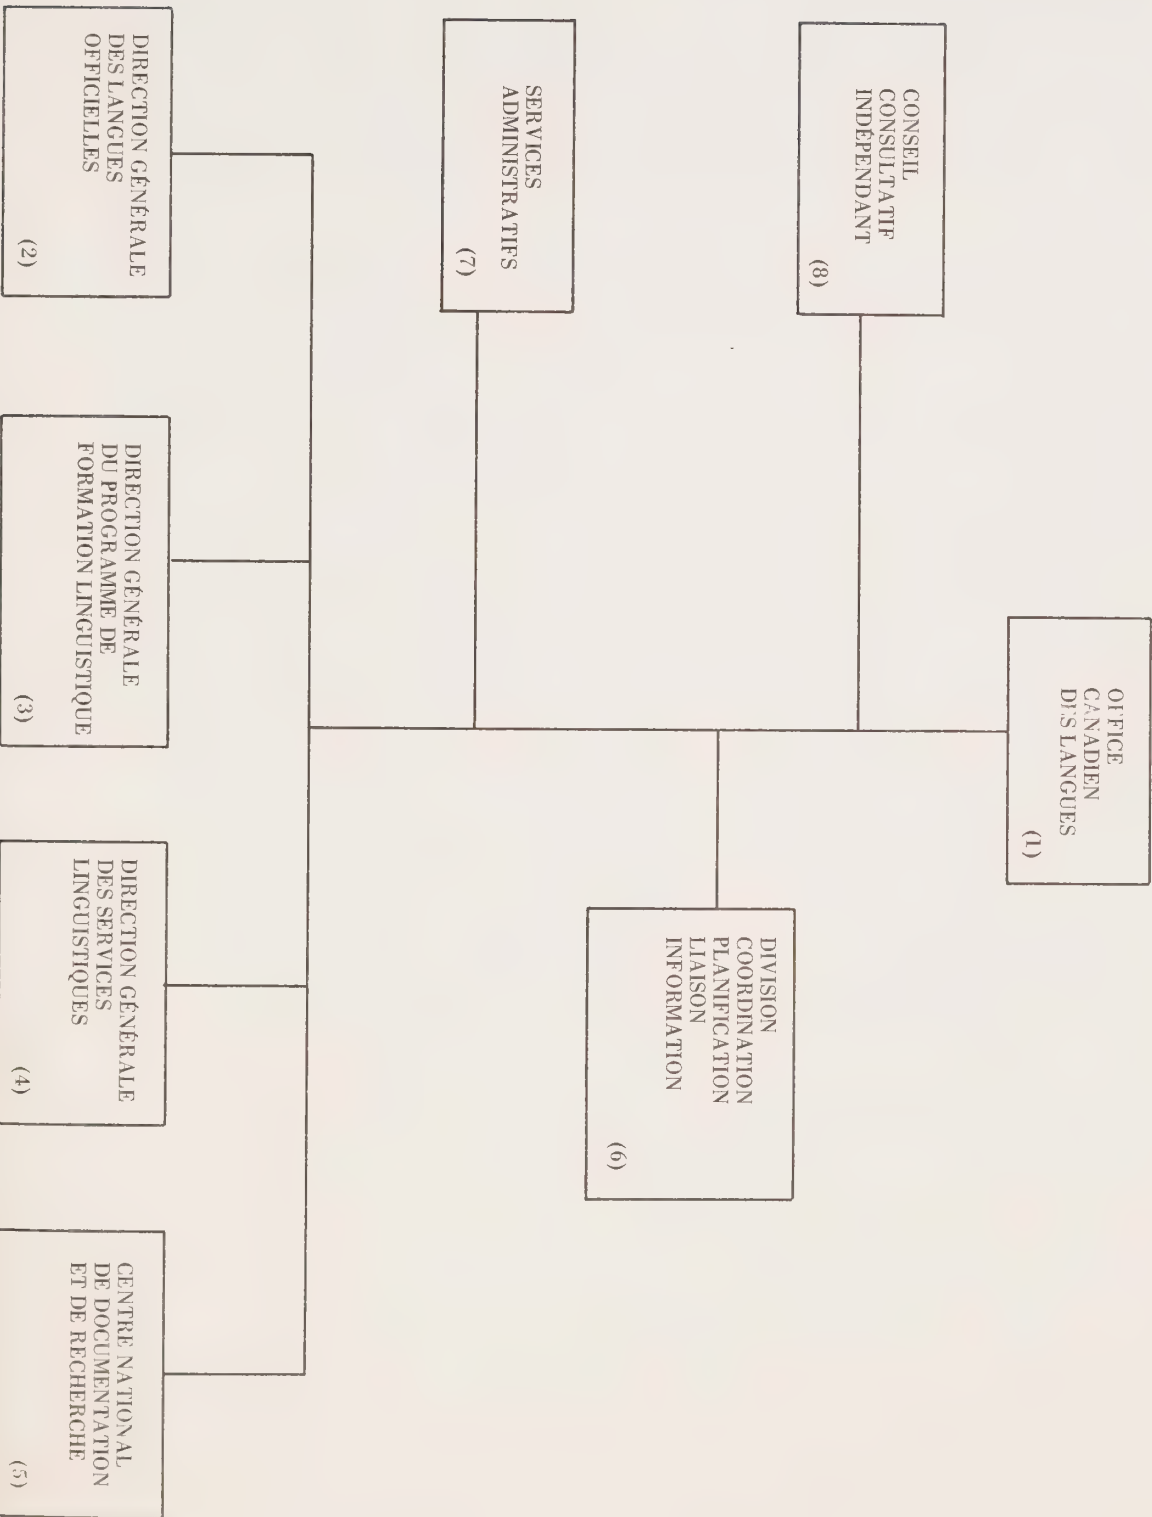 OFFICE
CANADIEN
DES LANGUES
(1)
CONSEIL
CONSULTATIF
INDÉPENDANT
(8)
DIVISION
COORDINATION
PLANIFICATION
LIAISON
INFORMATION
(6)
SERVICES
ADMINISTRATIFS
(7)
DIRECTION GÉNÉRALE
DES LANGUES
OFFICIELLES
(2)
DIRECTION GÉNÉRALE
DU PROGRAMME DE
FORMATION LINGUISTIQUE
(3)
DIRECTION GÉNÉRALE
DES SERVICES
LINGUISTIQUES
(4)
CENTRE NATIONAL
DE DOCUMENTATION
ET DE RECHERCHE
(5)